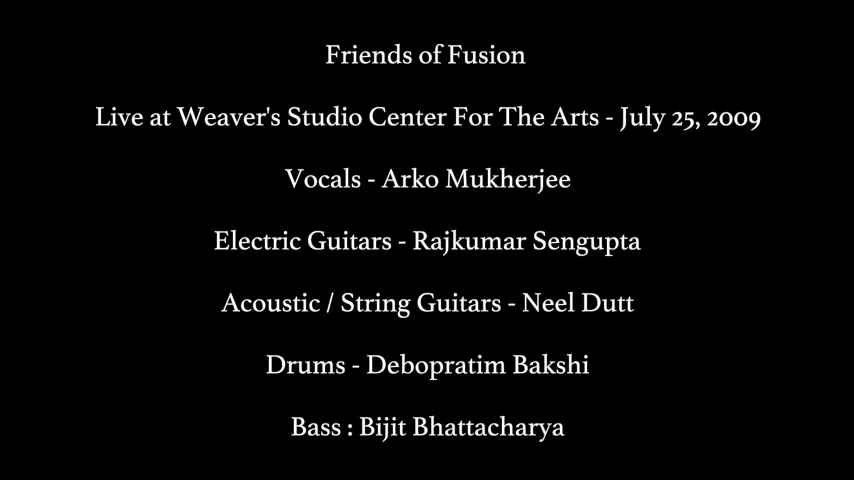 Friends of Fusion
Live at Weaver's Studio Center For The Arts - July 25, 2009
Vocals - Arko Mukherjee
Electric Guitars - Rajkumar Sengupta
Acoustic / String Guitars - Neel Dutt
Drums - Debopratim Bakshi
Bass : Bijit Bhattacharya